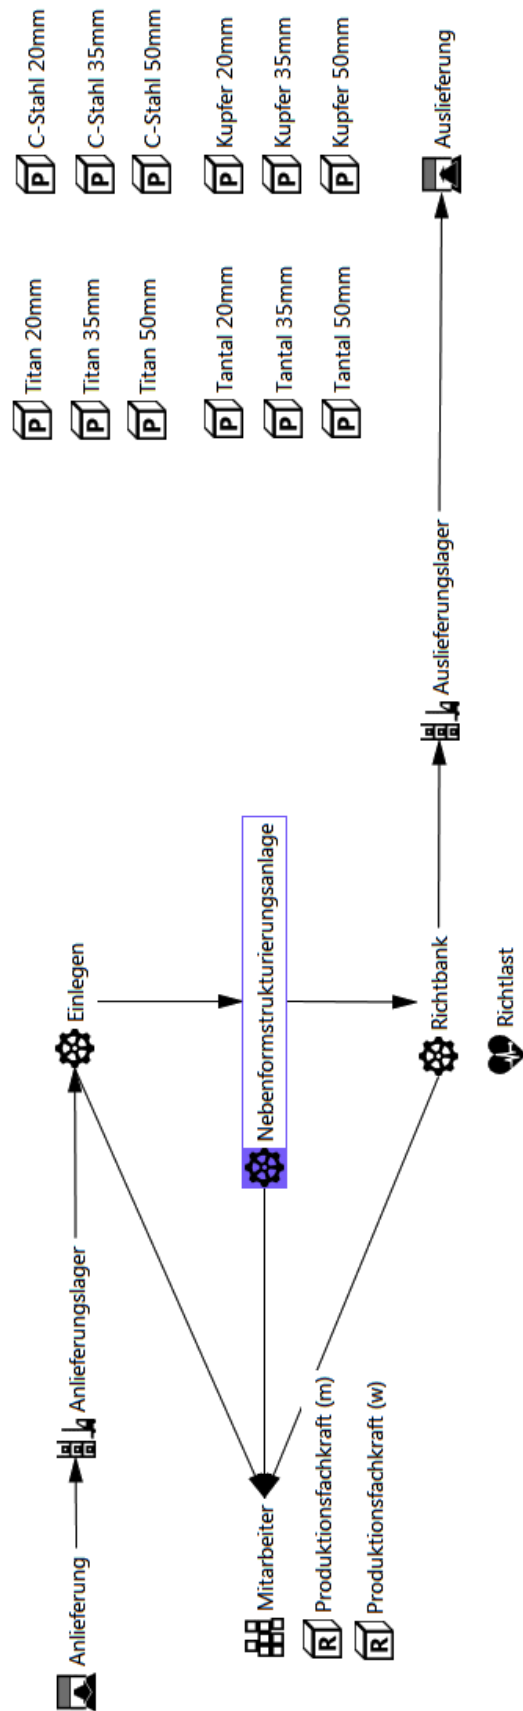 Anlieferung
Anlieferungslager
Einlegen
Mitarbeiter
Nebenformstrukturierungsanlage
R Produktionsfachkraft (m)
R Produktionsfachkraft (w)
Richtbank
Richtlast
Auslieferungslager
Auslieferung
P Titan 20mm
P Titan 35mm
P Titan 50mm
P Tantal 20mm
P Tantal 35mm
P Tantal 50mm
P C-Stahl 20mm
P C-Stahl 35mm
P C-Stahl 50mm
P Kupfer 20mm
P Kupfer 35mm
P Kupfer 50mm